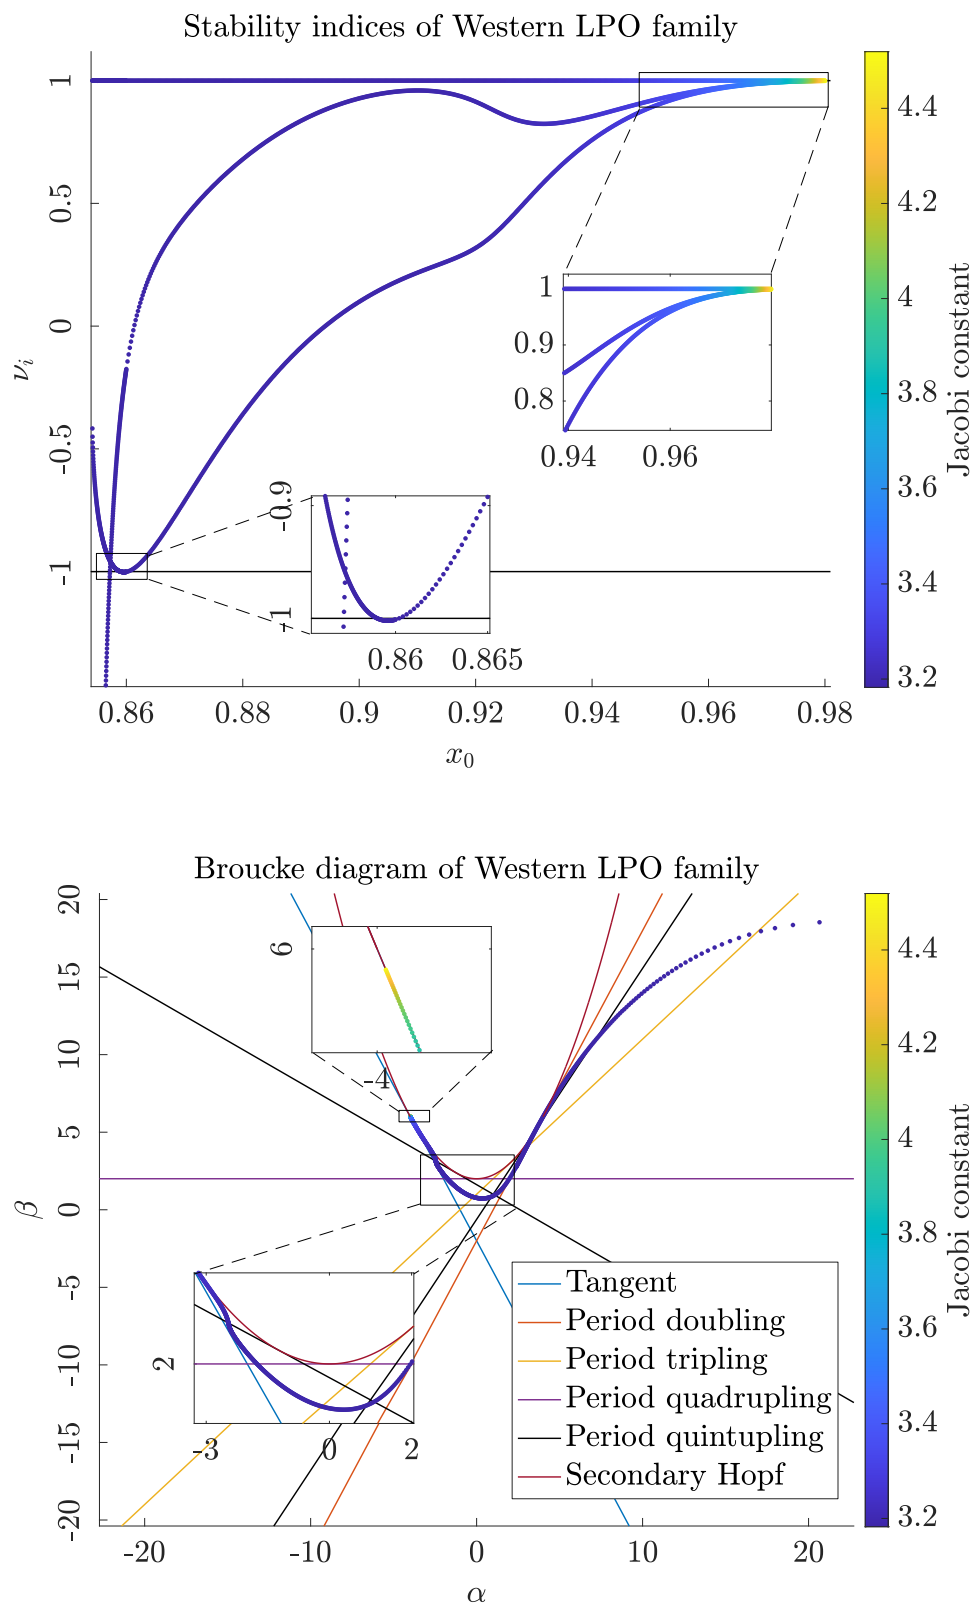 Stability indices of Western LPO family
1
0.5
0
-0.5
-1
ν_i
1
0.9
0.8
0.94 0.96
-0.9
-1
0.86 0.865
0.86 0.88 0.9 0.92 0.94 0.96 0.98
x_0
4.4
4.2
4
3.8
3.6
3.4
3.2
Jacobi constant
Broucke diagram of Western LPO family
20
15
10
5
0
-5
-10
-15
-20
β
6
-4
2
-3 0 2
Tangent
Period doubling
Period tripling
Period quadrupling
Period quintupling
Secondary Hopf
-20 -10 0 10 20
α
4.4
4.2
4
3.8
3.6
3.4
3.2
Jacobi constant